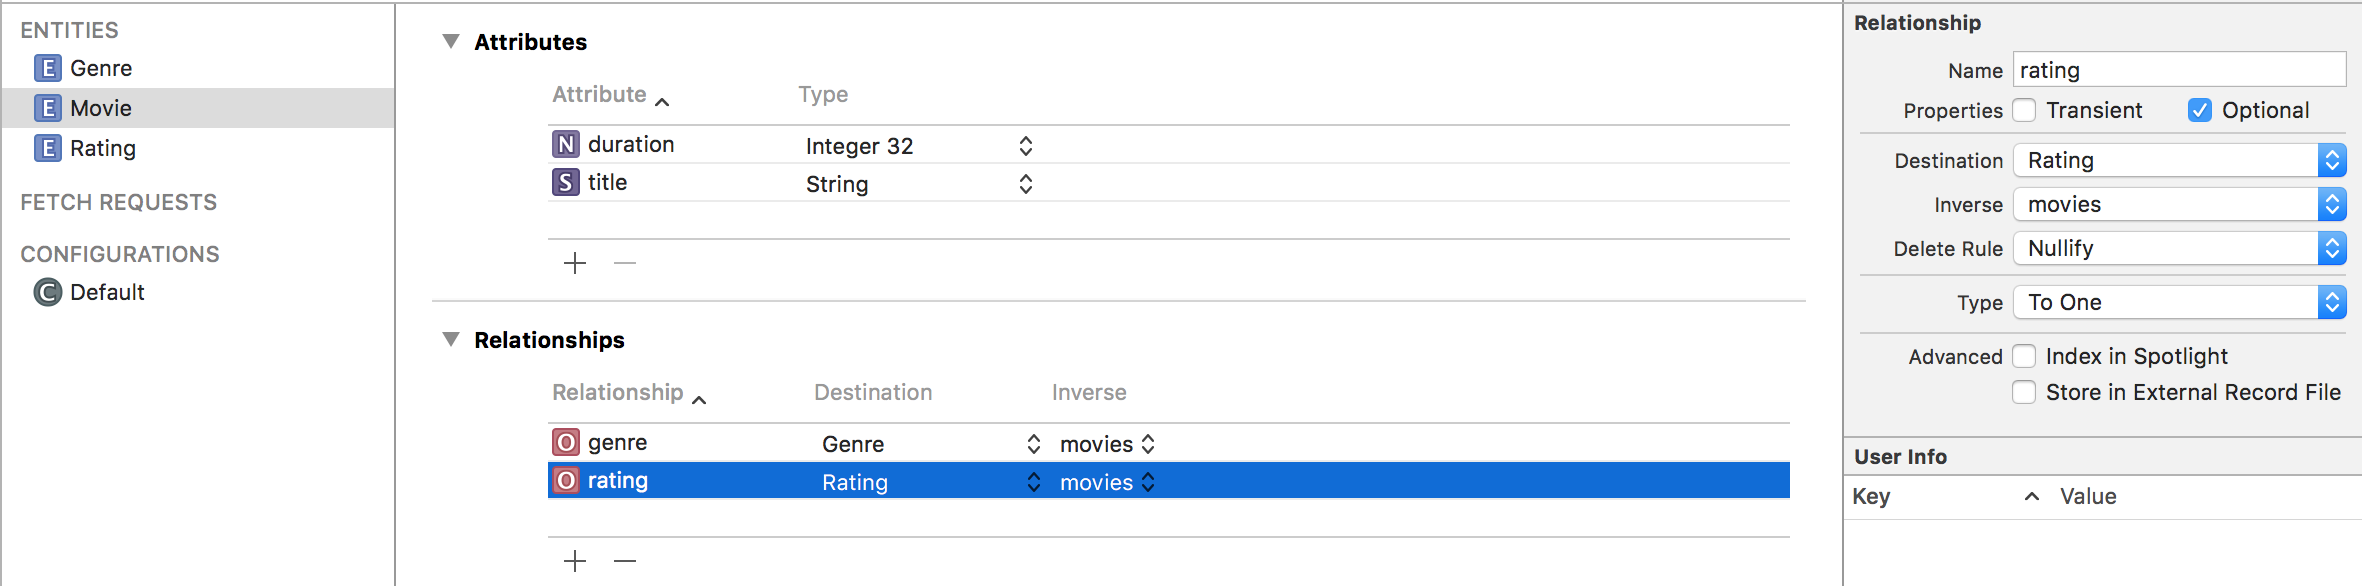 ENTITIES
E Genre
E Movie
E Rating
FETCH REQUESTS
CONFIGURATIONS
C Default
Attributes
Attribute Type
N duration Integer 32
S title String
Relationships
Relationship Destination Inverse
O genre Genre movies
O rating Rating movies
Relationship
Name rating
Properties Transient Optional
Destination Rating
Inverse movies
Delete Rule Nullify
Type To One
Advanced Index in Spotlight
Store in External Record File
User Info
Key Value